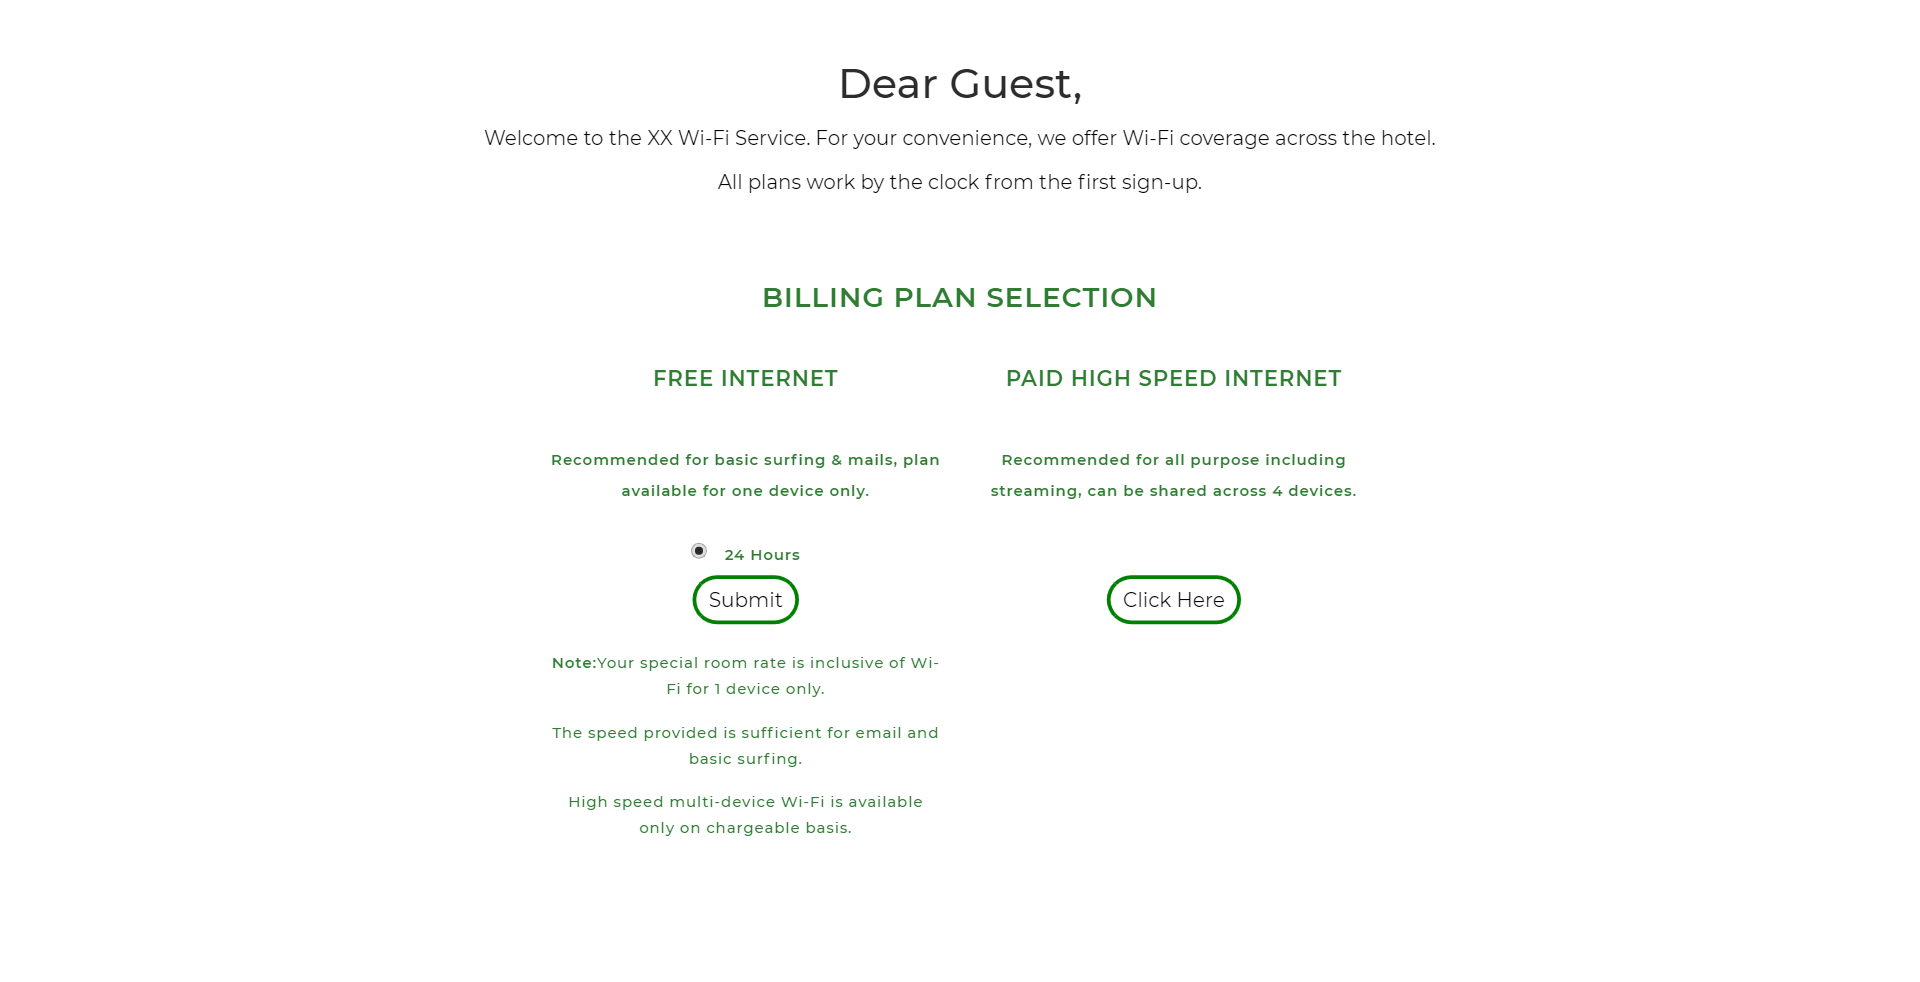 Dear Guest,
Welcome to the XX Wi-Fi Service. For your convenience, we offer Wi-Fi coverage across the hotel.
All plans work by the clock from the first sign-up.
BILLING PLAN SELECTION
FREE INTERNET
Recommended for basic surfing & mails, plan
available for one device only.
24 Hours
Submit
Note:Your special room rate is inclusive of Wi-
Fi for 1 device only.
The speed provided is sufficient for email and
basic surfing.
High speed multi-device Wi-Fi is available
only on chargeable basis.
PAID HIGH SPEED INTERNET
Recommended for all purpose including
streaming, can be shared across 4 devices.
Click Here